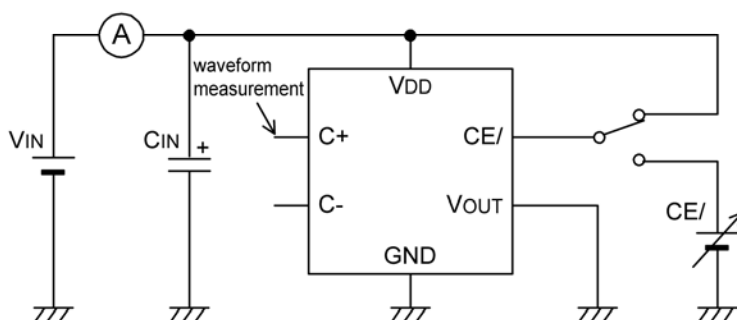 A
waveform
measurement
VDD
VIN
CIN
+
C+
CE/
C-
VOUT
CE/
GND